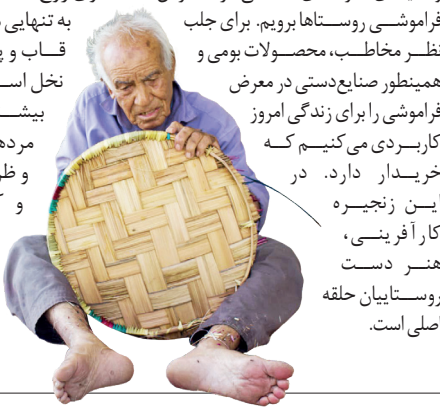 فراموشی روستاها برویم. برای جلب
نظر مخاطب، محصولات بومی و
همینطور صنایع‌دستی در معرض
فراموشی را برای زندگی امروز
کاربردی می‌کنیم که
خریدار دارد. در
این زنجیره
کارآفرینی،
هنر دست
روستاییان حلقه
اصلی است.
به تنهایی
قاب و
نخل
و
و